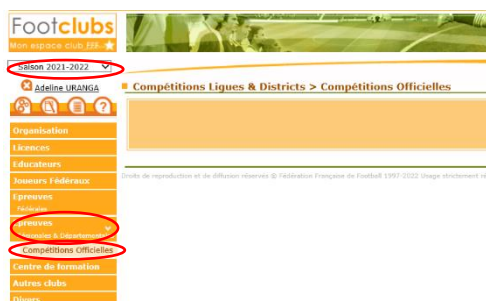 Footclubs
Mon espace club FFF
Saison 2021-2022
Adeline URANGA
Compétitions Ligues & Districts > Compétitions Officielles
Organisation
Licences
Educateurs
Joueurs Fédéraux
Epreuves
Fédérales
Epreuves
Régionales & Départementales
Compétitions Officielles
Centre de formation
Autres clubs
Divers
Droits de reproduction et de diffusion réservés © Fédération Française de Football 1997-2022 Usage strictement